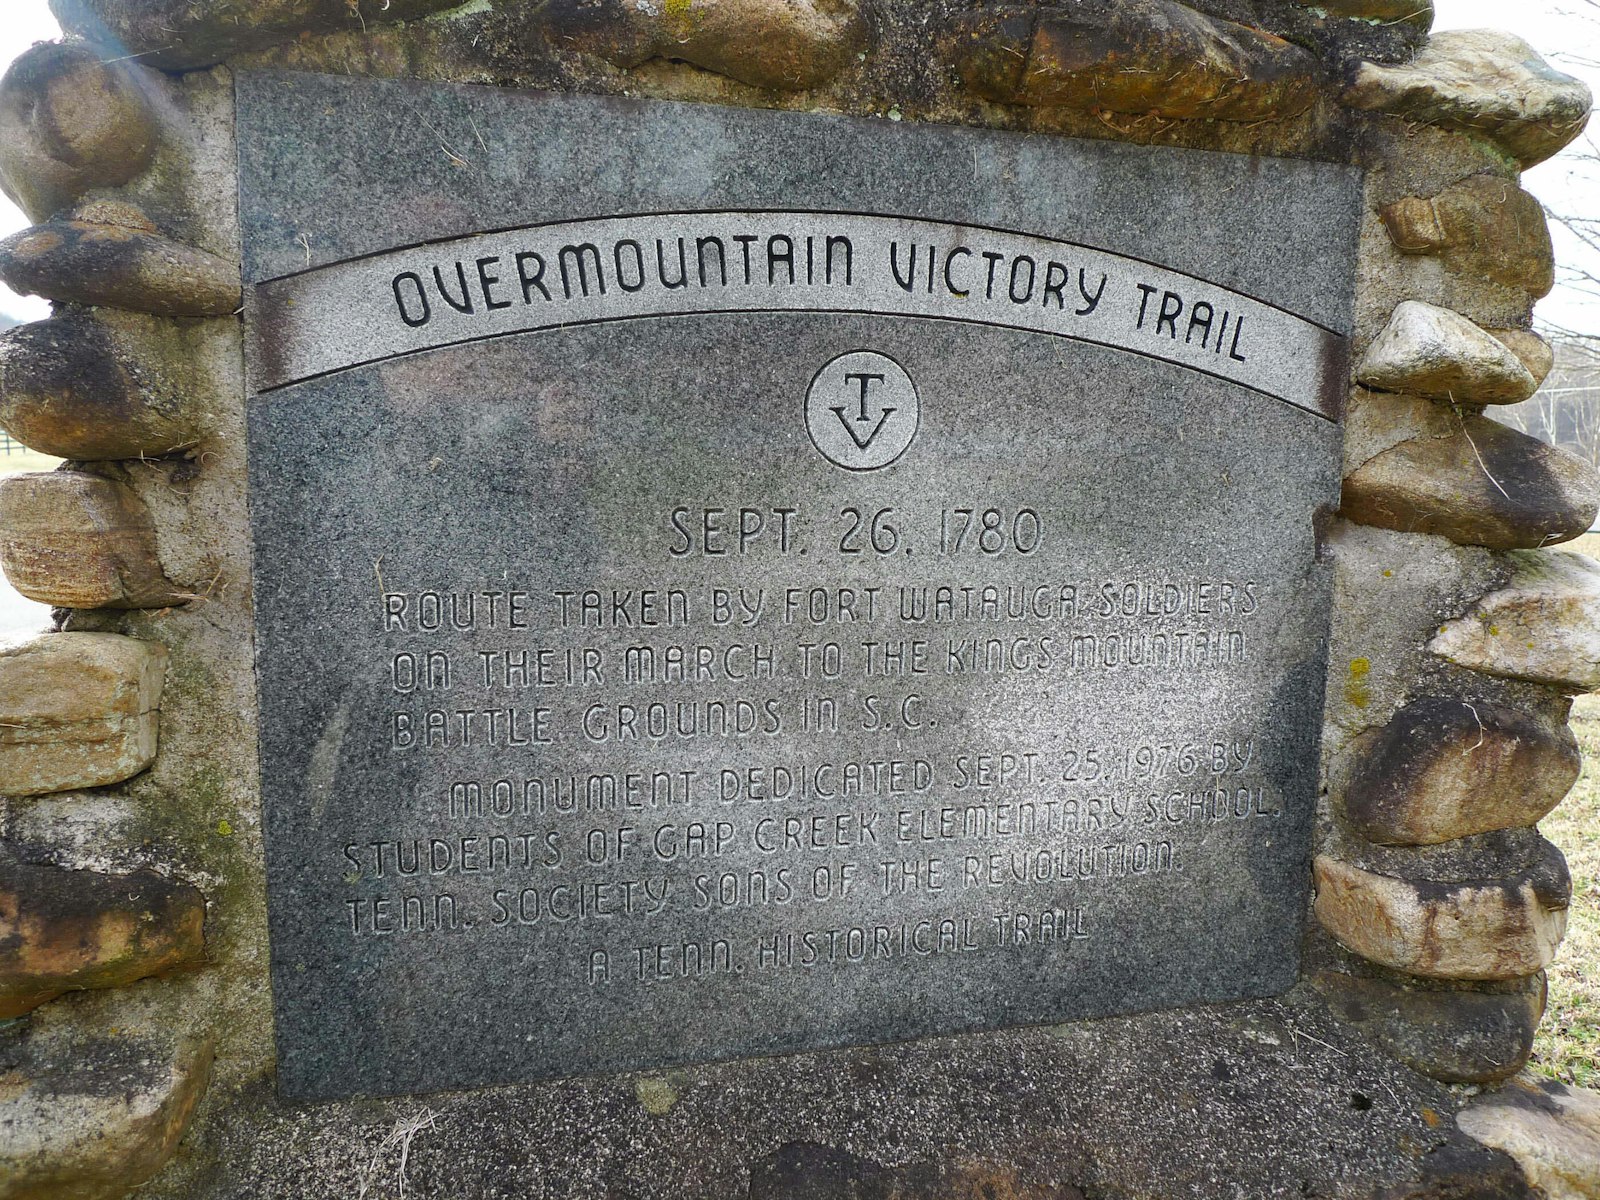 OVERMOUNTAIN VICTORY TRAIL
TV
SEPT. 26. 1780
ROUTE TAKEN BY FORT WATAUGA SOLDIERS
ON THEIR MARCH TO THE KINGS MOUNTAIN
BATTLE GROUNDS IN S.C.
MONUMENT DEDICATED SEPT. 25, 1976 BY
STUDENTS OF GAP CREEK ELEMENTARY SCHOOL.
TENN. SOCIETY SONS OF THE REVOLUTION.
A TENN. HISTORICAL TRAIL